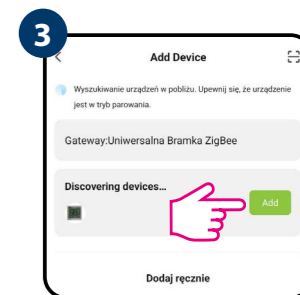 3
Add Device
Wyszukiwanie urządzeń w pobliżu. Upewnij się, że urządzenie
jest w tryb parowania.
Gateway:Uniwersalna Bramka ZigBee
Discovering devices...
Add
Dodaj ręcznie